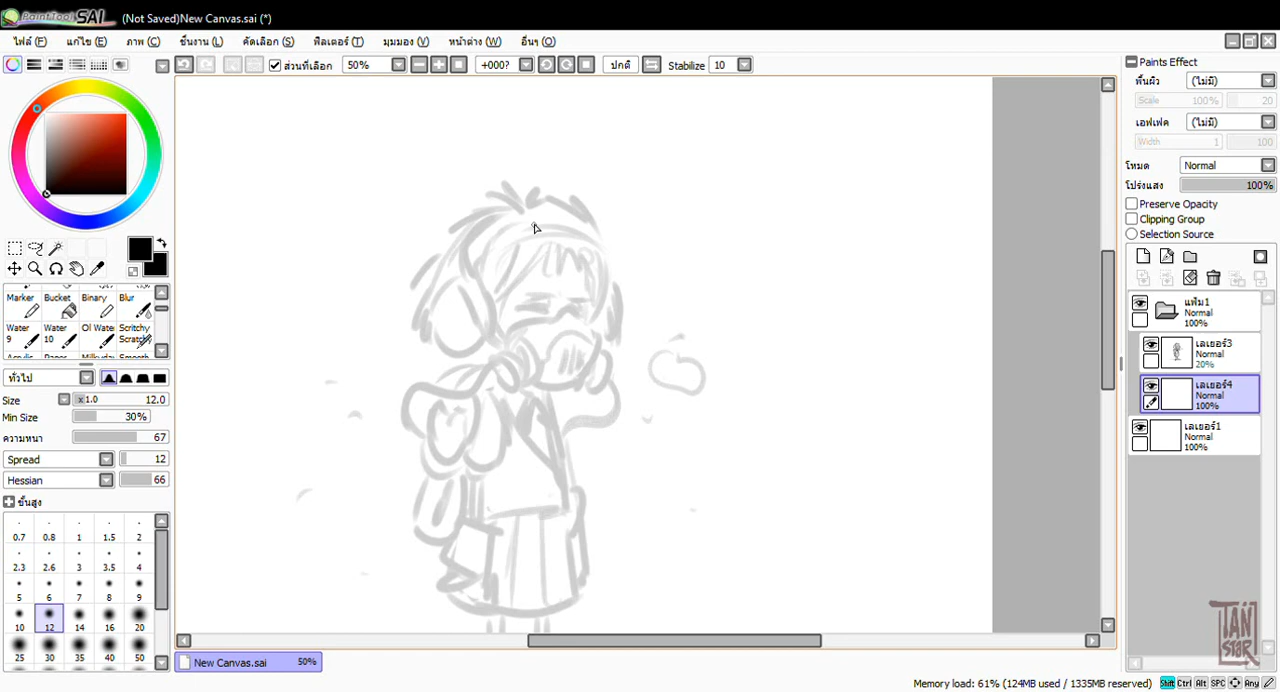 PaintTool SAI (Not Saved)New Canvas.sai (*)
ไฟล์ (F) แก้ไข (E) ภาพ (C) ชั้นงาน (L) คัดเลือก (S) ฟิลเตอร์ (T) มุมมอง (V) หน้าต่าง (W) อื่นๆ (O)
ส่วนที่เลือก 50% +000? ปกติ Stabilize 10
Paints Effect
พื้นผิว (ไม่มี)
Scale 100% 20
เอฟเฟค (ไม่มี)
Width 1 100
โหมด Normal
โปร่งแสง 100%
Preserve Opacity
Clipping Group
Selection Source
แฟ้ม1
Normal
100%
เลเยอร์3
Normal
20%
เลเยอร์4
Normal
100%
เลเยอร์1
Normal
100%
Marker Bucket Binary Blur
Water 9 Water 10 Ol Wate Scritchy Scratch
ทั่วไป
Size x1.0 12.0
Min Size 30%
ความหนา 67
Spread 12
Hessian 66
ขั้นสูง
0.7 0.8 1 1.5 2
2.3 2.6 3 3.5 4
5 6 7 8 9
10 12 14 16 20
25 30 35 40 50
New Canvas.sai 50%
TAN
STAR
Memory load: 61% (124MB used / 1335MB reserved) Shift Ctrl Alt SPC Any